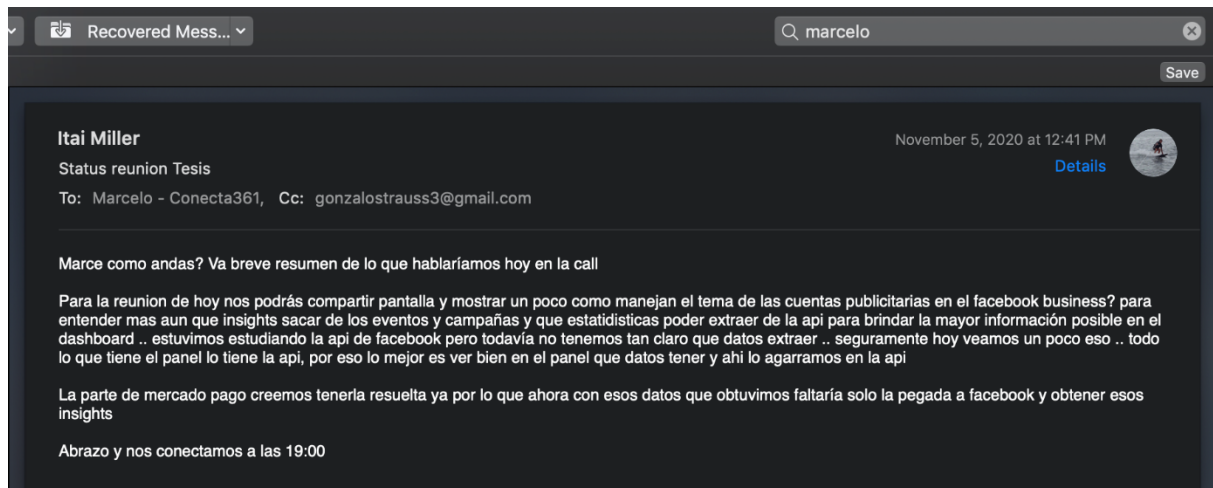 Recovered Mess...
marcelo
Save
Itai Miller
November 5, 2020 at 12:41 PM
Status reunion Tesis
Details
To: Marcelo - Conecta361, Cc: gonzalostrauss3@gmail.com
Marce como andas? Va breve resumen de lo que hablaríamos hoy en la call
Para la reunion de hoy nos podrás compartir pantalla y mostrar un poco como manejan el tema de las cuentas publicitarias en el facebook business? para
entender mas aun que insights sacar de los eventos y campañas y que estatidisticas poder extraer de la api para brindar la mayor información posible en el
dashboard .. estuvimos estudiando la api de facebook pero todavía no tenemos tan claro que datos extraer .. seguramente hoy veamos un poco eso .. todo
lo que tiene el panel lo tiene la api, por eso lo mejor es ver bien en el panel que datos tener y ahi lo agarramos en la api
La parte de mercado pago creemos tenerla resuelta ya por lo que ahora con esos datos que obtuvimos faltaría solo la pegada a facebook y obtener esos
insights
Abrazo y nos conectamos a las 19:00